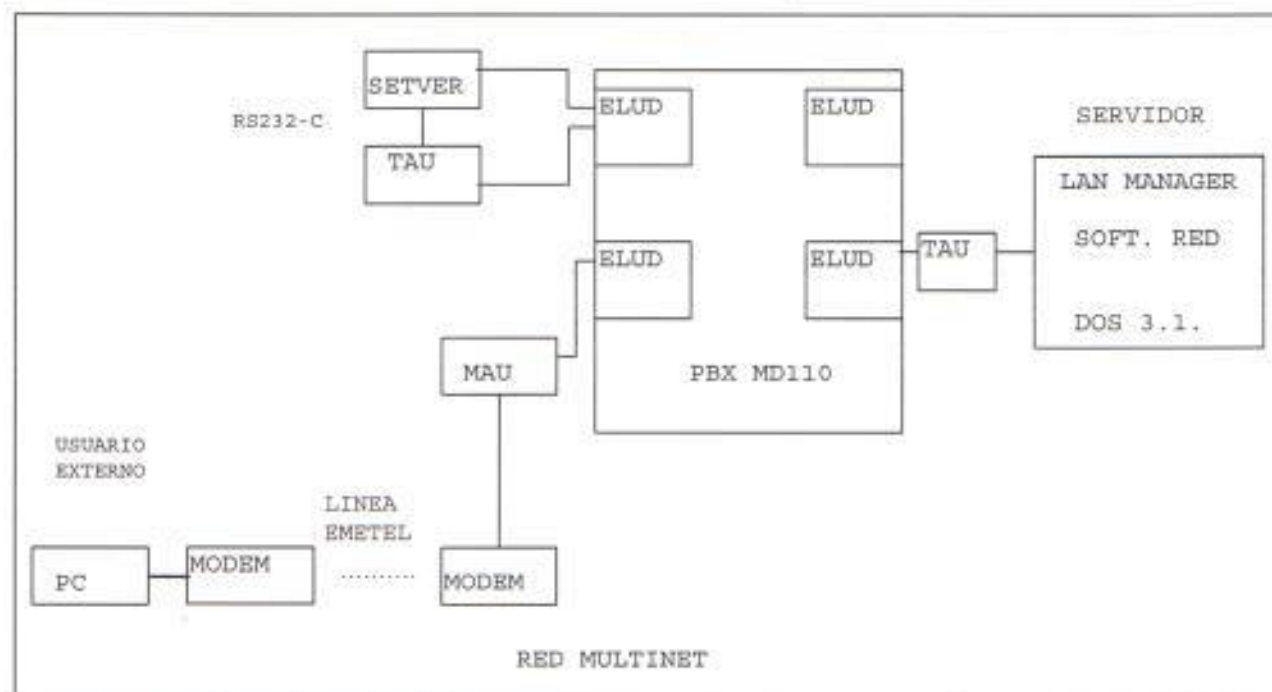 SETVER
RS232-C
TAU
ELUD
ELUD
SERVIDOR
LAN MANAGER
SOFT. RED
DOS 3.1.
ELUD
ELUD
TAU
MAU
PBX MD110
USUARIO
EXTERNO
LINEA
EMETEL
PC
MODEM
MODEM
RED MULTINET